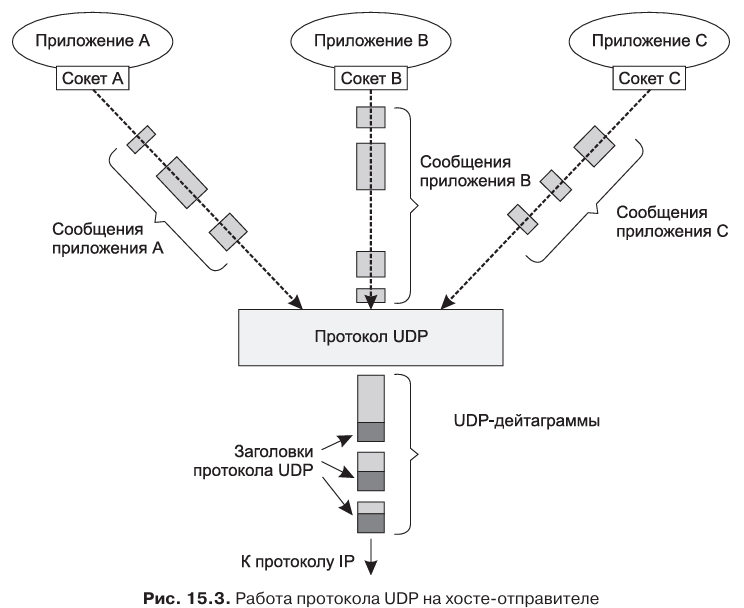 Приложение A
Приложение B
Приложение C
Сокет A
Сокет B
Сокет C
Сообщения
приложения A
Сообщения
приложения B
Сообщения
приложения C
Протокол UDP
UDP-дейтаграммы
Заголовки
протокола UDP
К протоколу IP
Рис. 15.3. Работа протокола UDP на хосте-отправителе